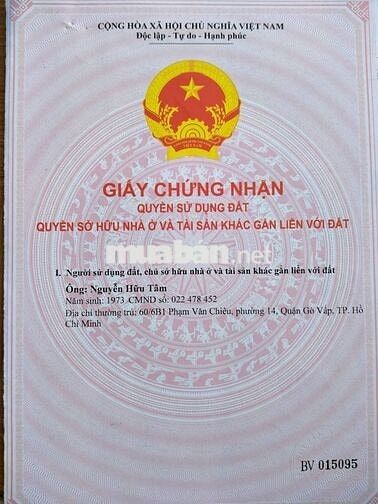 CỘNG HÒA XÃ HỘI CHỦ NGHĨA VIỆT NAM
Độc lập - Tự do - Hạnh phúc
GIẤY CHỨNG NHẬN
QUYỀN SỬ DỤNG ĐẤT
QUYỀN SỞ HỮU NHÀ Ở VÀ TÀI SẢN KHÁC GẮN LIỀN VỚI ĐẤT
muaban.net
I. Người sử dụng đất, chủ sở hữu nhà ở và tài sản khác gắn liền với đất
Ông: Nguyễn Hữu Tâm
Năm sinh: 1973 CMND số: 022 478 452
Địa chỉ thường trú: 60/6B1 Phạm Văn Chiêu, phường 14, Quận Gò Vấp, TP. Hồ
Chí Minh
muaban.net
BV 015095